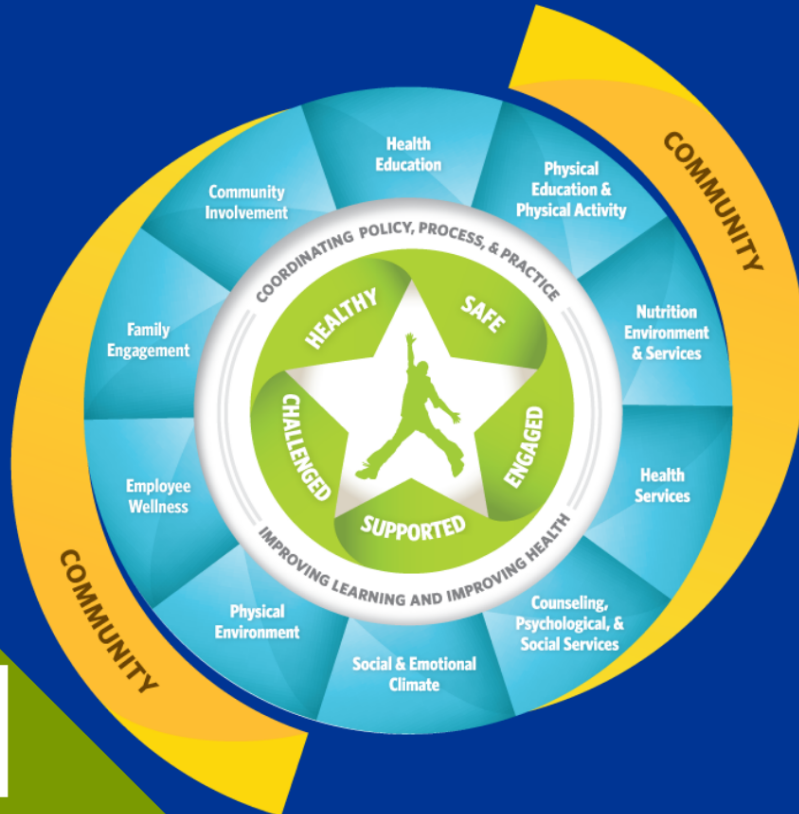 COMMUNITY
Health
Education
Physical
Education &
Physical Activity
Nutrition
Environment
& Services
Health
Services
Counseling,
Psychological, &
Social Services
Social & Emotional
Climate
Physical
Environment
Employee
Wellness
Family
Engagement
Community
Involvement
COORDINATING POLICY, PROCESS, & PRACTICE
IMPROVING LEARNING AND IMPROVING HEALTH
HEALTHY
SAFE
ENGAGED
SUPPORTED
CHALLENGED
COMMUNITY